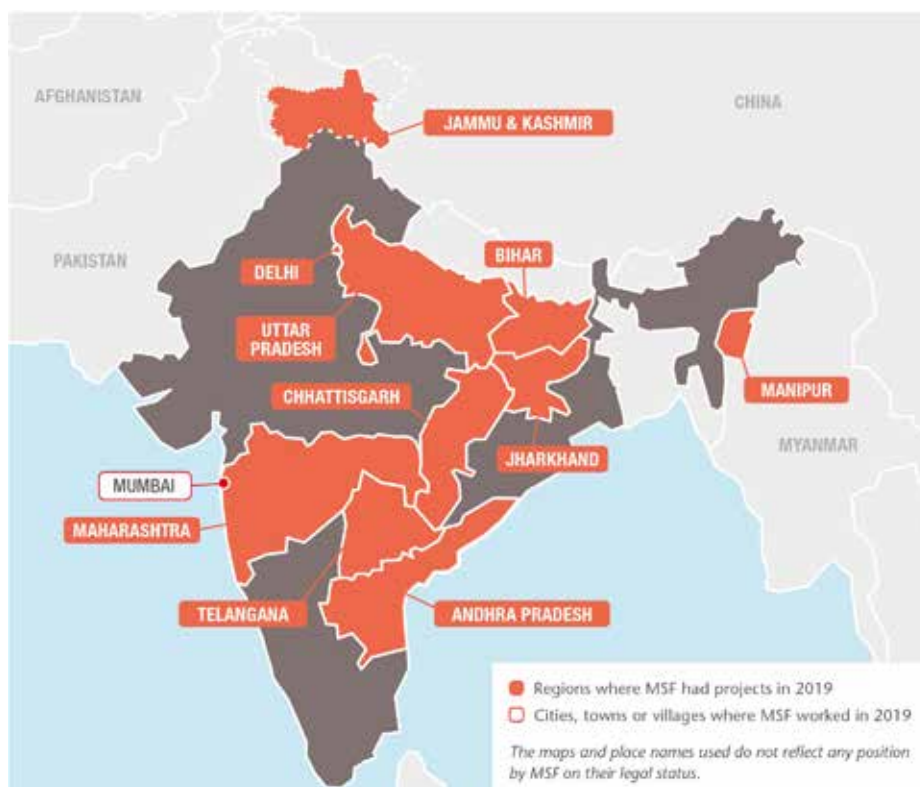 AFGHANISTAN
CHINA
JAMMU & KASHMIR
PAKISTAN
DELHI
BIHAR
UTTAR
PRADESH
CHHATTISGARH
MANIPUR
MYANMAR
JHARKHAND
MUMBAI
MAHARASHTRA
TELANGANA
ANDHRA PRADESH
Regions where MSF had projects in 2019
Cities, towns or villages where MSF worked in 2019
The maps and place names used do not reflect any position
by MSF on their legal status.